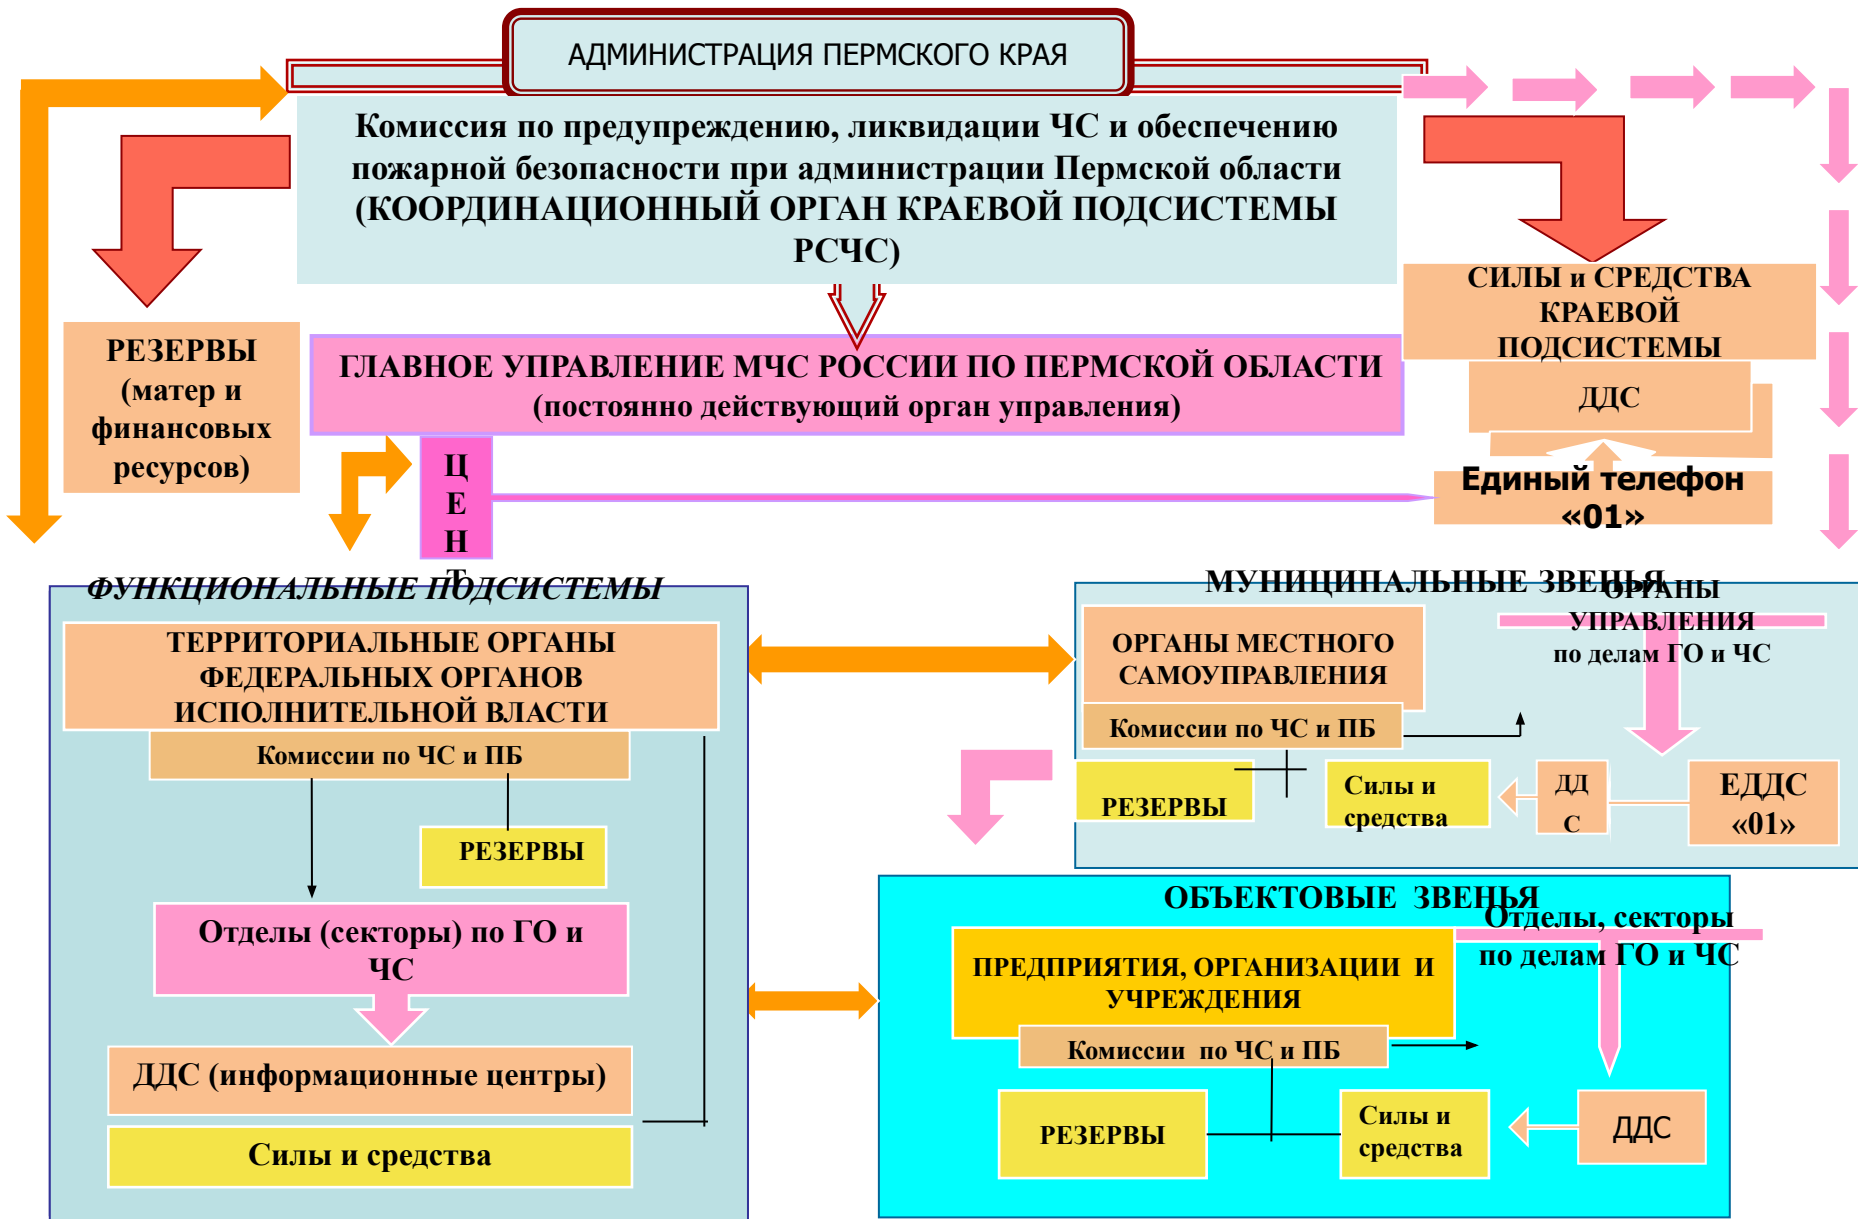 АДМИНИСТРАЦИЯ ПЕРМСКОГО КРАЯ
Комиссия по предупреждению, ликвидации ЧС и обеспечению
пожарной безопасности при администрации Пермской области
(КООРДИНАЦИОННЫЙ ОРГАН КРАЕВОЙ ПОДСИСТЕМЫ
РСЧС)
РЕЗЕРВЫ
(матер и
финансовых
ресурсов)
ГЛАВНОЕ УПРАВЛЕНИЕ МЧС РОССИИ ПО ПЕРМСКОЙ ОБЛАСТИ
(постоянно действующий орган управления)
СИЛЫ и СРЕДСТВА
КРАЕВОЙ
ПОДСИСТЕМЫ
ДДС
Единый телефон
«01»
Ц
Е
Н
Т
ФУНКЦИОНАЛЬНЫЕ ПОДСИСТЕМЫ
ТЕРРИТОРИАЛЬНЫЕ ОРГАНЫ
ФЕДЕРАЛЬНЫХ ОРГАНОВ
ИСПОЛНИТЕЛЬНОЙ ВЛАСТИ
Комиссии по ЧС и ПБ
РЕЗЕРВЫ
Отделы (секторы) по ГО и
ЧС
ДДС (информационные центры)
Силы и средства
МУНИЦИПАЛЬНЫЕ ЗВЕНЬЯ
ОРГАНЫ МЕСТНОГО
САМОУПРАВЛЕНИЯ
Комиссии по ЧС и ПБ
ОРГАНЫ
УПРАВЛЕНИЯ
по делам ГО и ЧС
РЕЗЕРВЫ
Силы и
средства
ДД
С
ЕДДС
«01»
ОБЪЕКТОВЫЕ ЗВЕНЬЯ
ПРЕДПРИЯТИЯ, ОРГАНИЗАЦИИ И
УЧРЕЖДЕНИЯ
Комиссии по ЧС и ПБ
Отделы, секторы
по делам ГО и ЧС
РЕЗЕРВЫ
Силы и
средства
ДДС